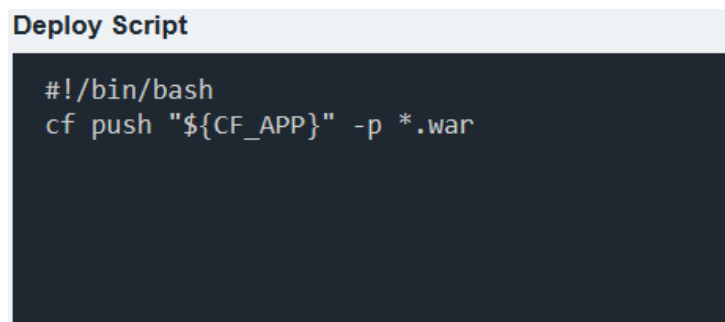 Deploy Script
#!/bin/bash
cf push "${CF_APP}" -p *.war